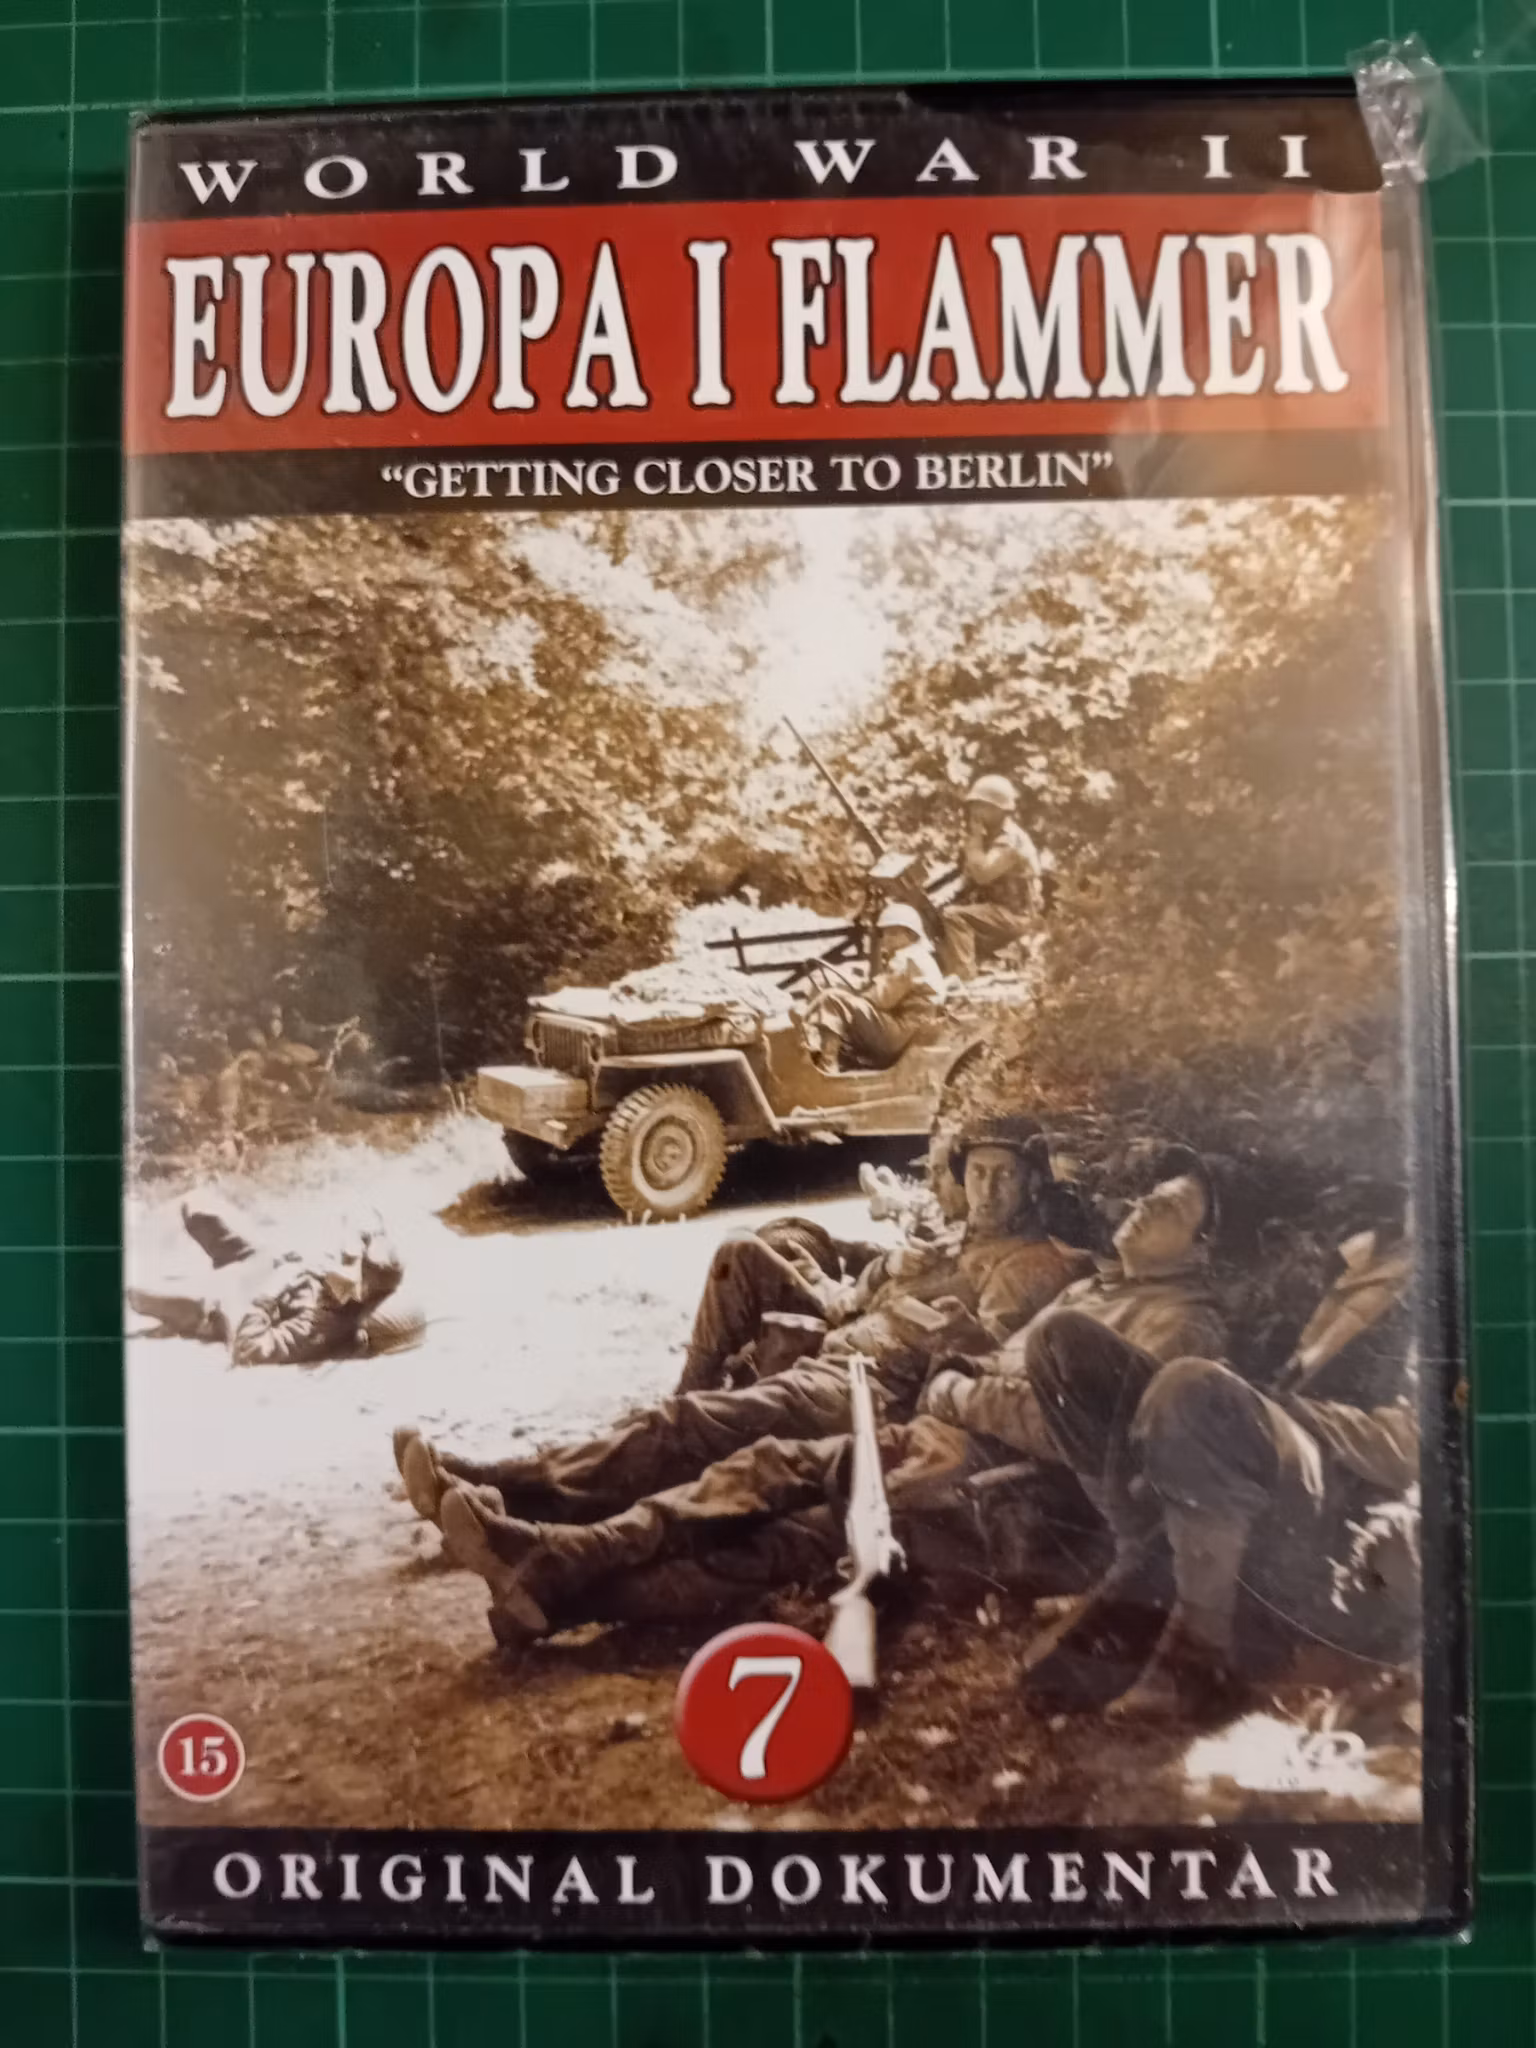 WORLD WAR II
EUROPA I FLAMMER
“GETTING CLOSER TO BERLIN”
7
15
ORIGINAL DOKUMENTAR